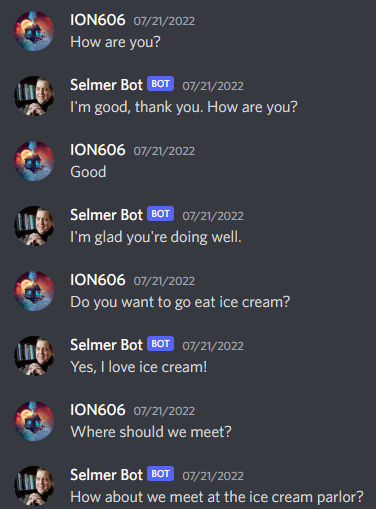 ION606 07/21/2022
How are you?
Selmer Bot BOT 07/21/2022
I'm good, thank you. How are you?
ION606 07/21/2022
Good
Selmer Bot BOT 07/21/2022
I'm glad you're doing well.
ION606 07/21/2022
Do you want to go eat ice cream?
Selmer Bot BOT 07/21/2022
Yes, I love ice cream!
ION606 07/21/2022
Where should we meet?
Selmer Bot BOT 07/21/2022
How about we meet at the ice cream parlor?